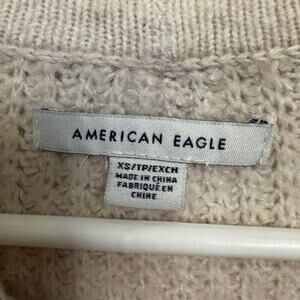 AMERICAN EAGLE
XS/TP/EXCH
MADE IN CHINA
FABRIQUÉ EN
CHINE